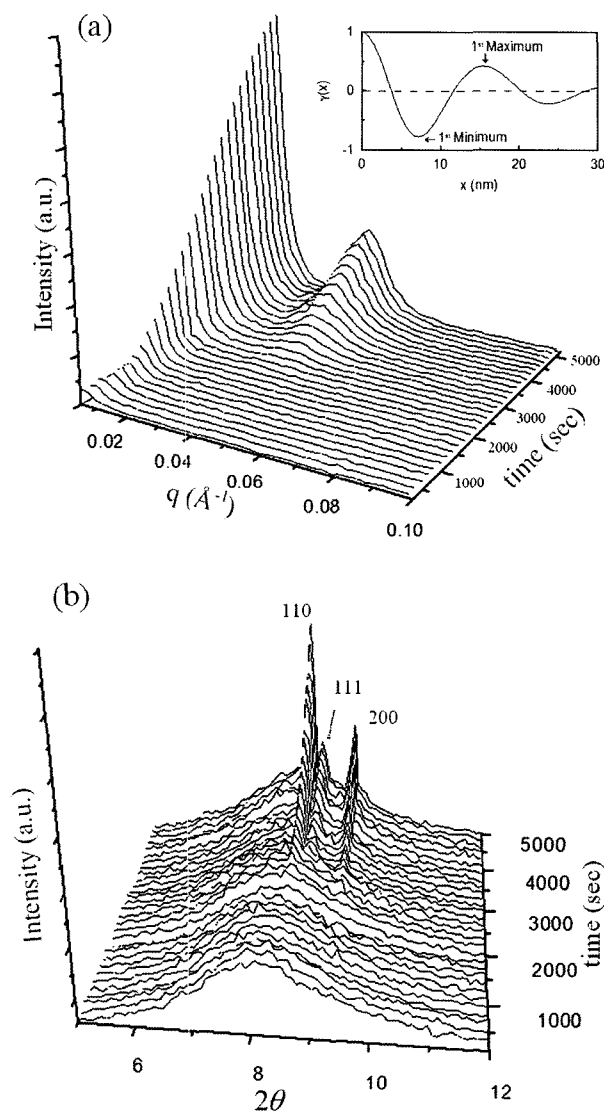 (a)
1st Maximum
1st Minimum
1
0
-1
γ(x)
0 10 20 30
x (nm)
Intensity (a.u.)
0.02
0.04
0.06
0.08
0.10
q (Å-1)
1000
2000
3000
4000
5000
time (sec)
(b)
110
111
200
Intensity (a.u.)
5000
4000
3000
2000
1000
time (sec)
6 8 10 12
2θ